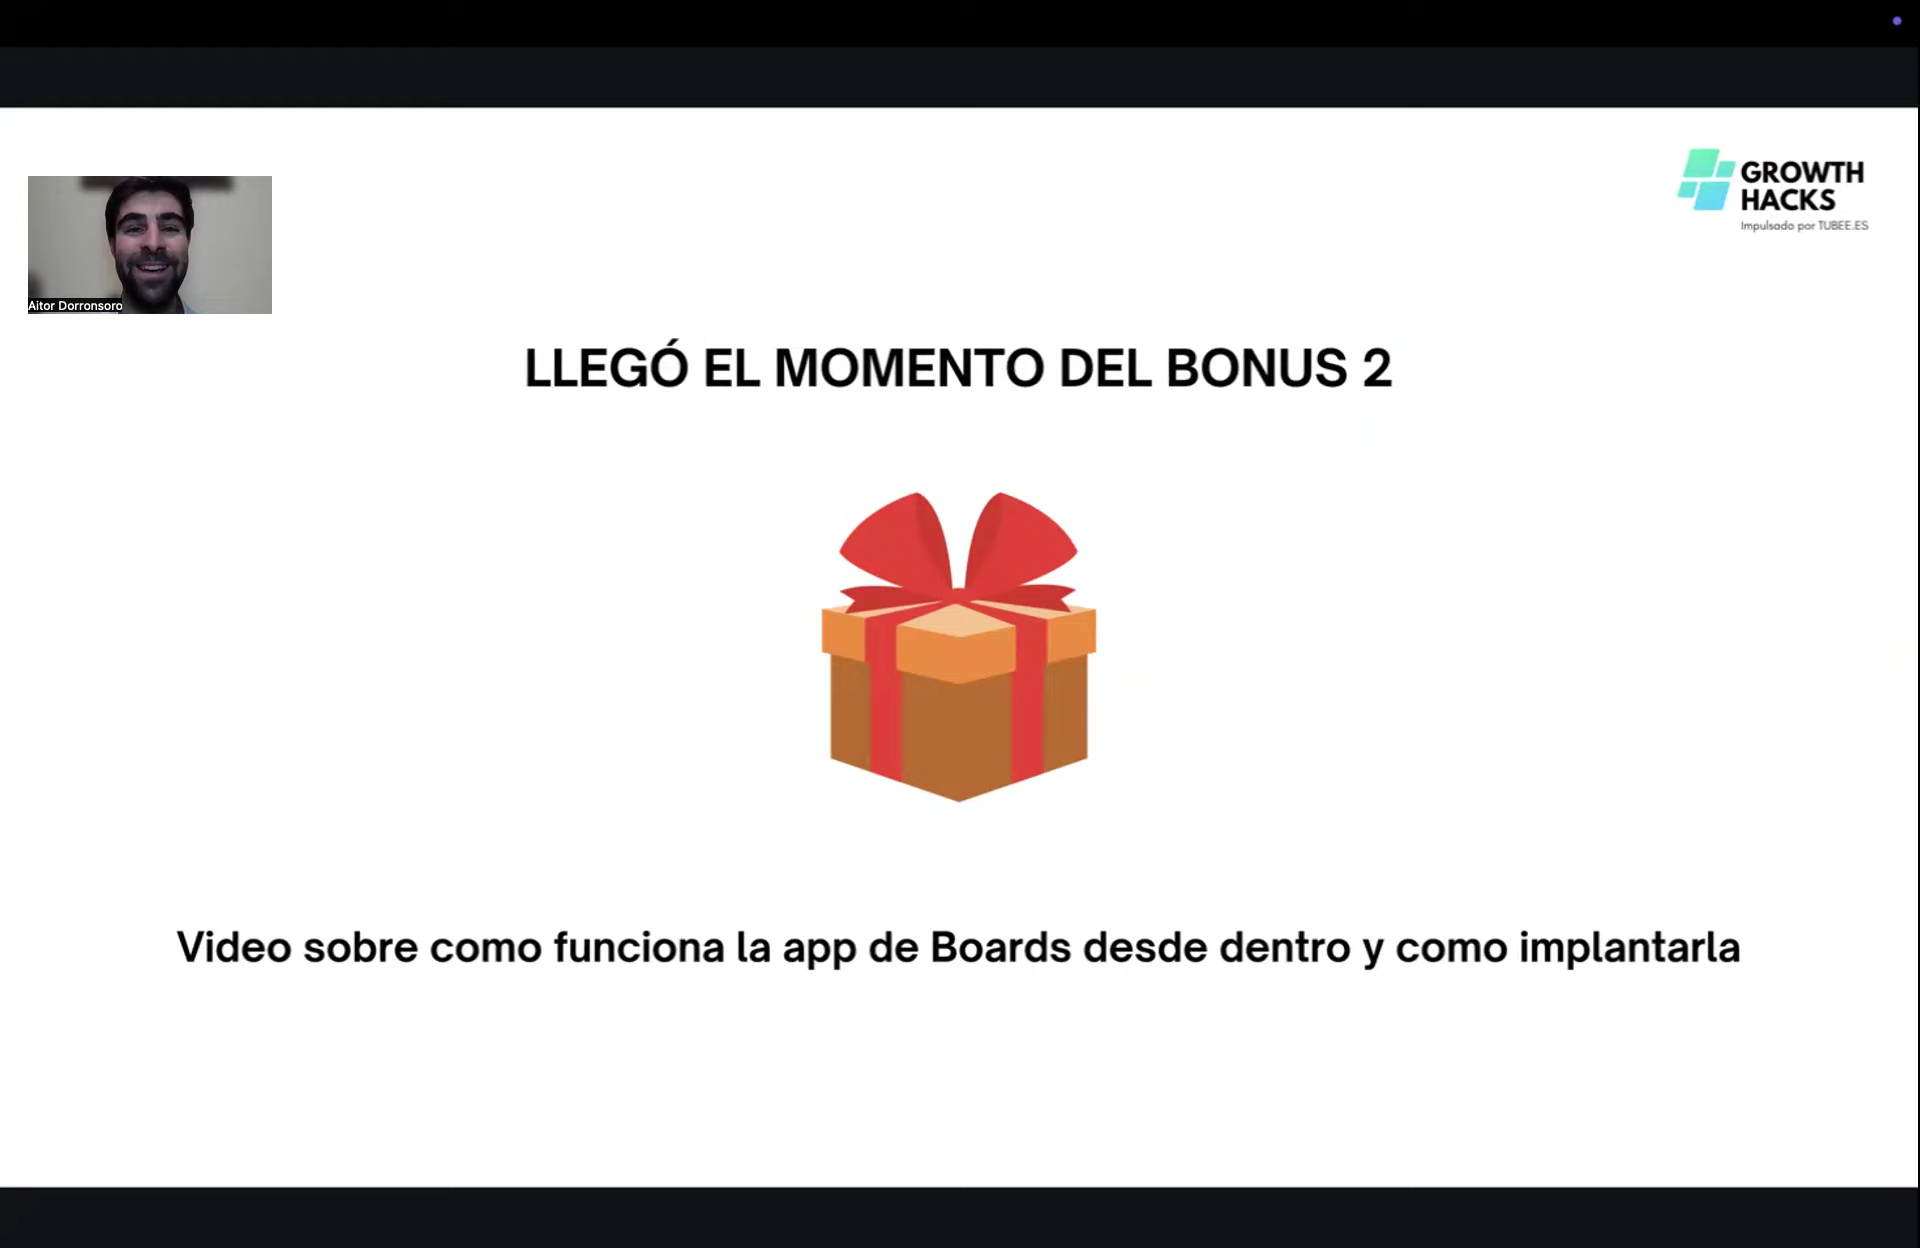 GROWTH
HACKS
Impulsado por TUBEE.ES
Aitor Dorronsoro
LLEGÓ EL MOMENTO DEL BONUS 2
Video sobre como funciona la app de Boards desde dentro y como implantarla